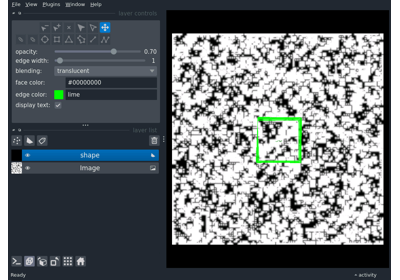 File View Plugins Window Help
layer controls
opacity: 0.70
edge width: 1
blending: translucent
face color: #00000000
edge color: lime
display text:
layer list
shape
Image
Ready
activity